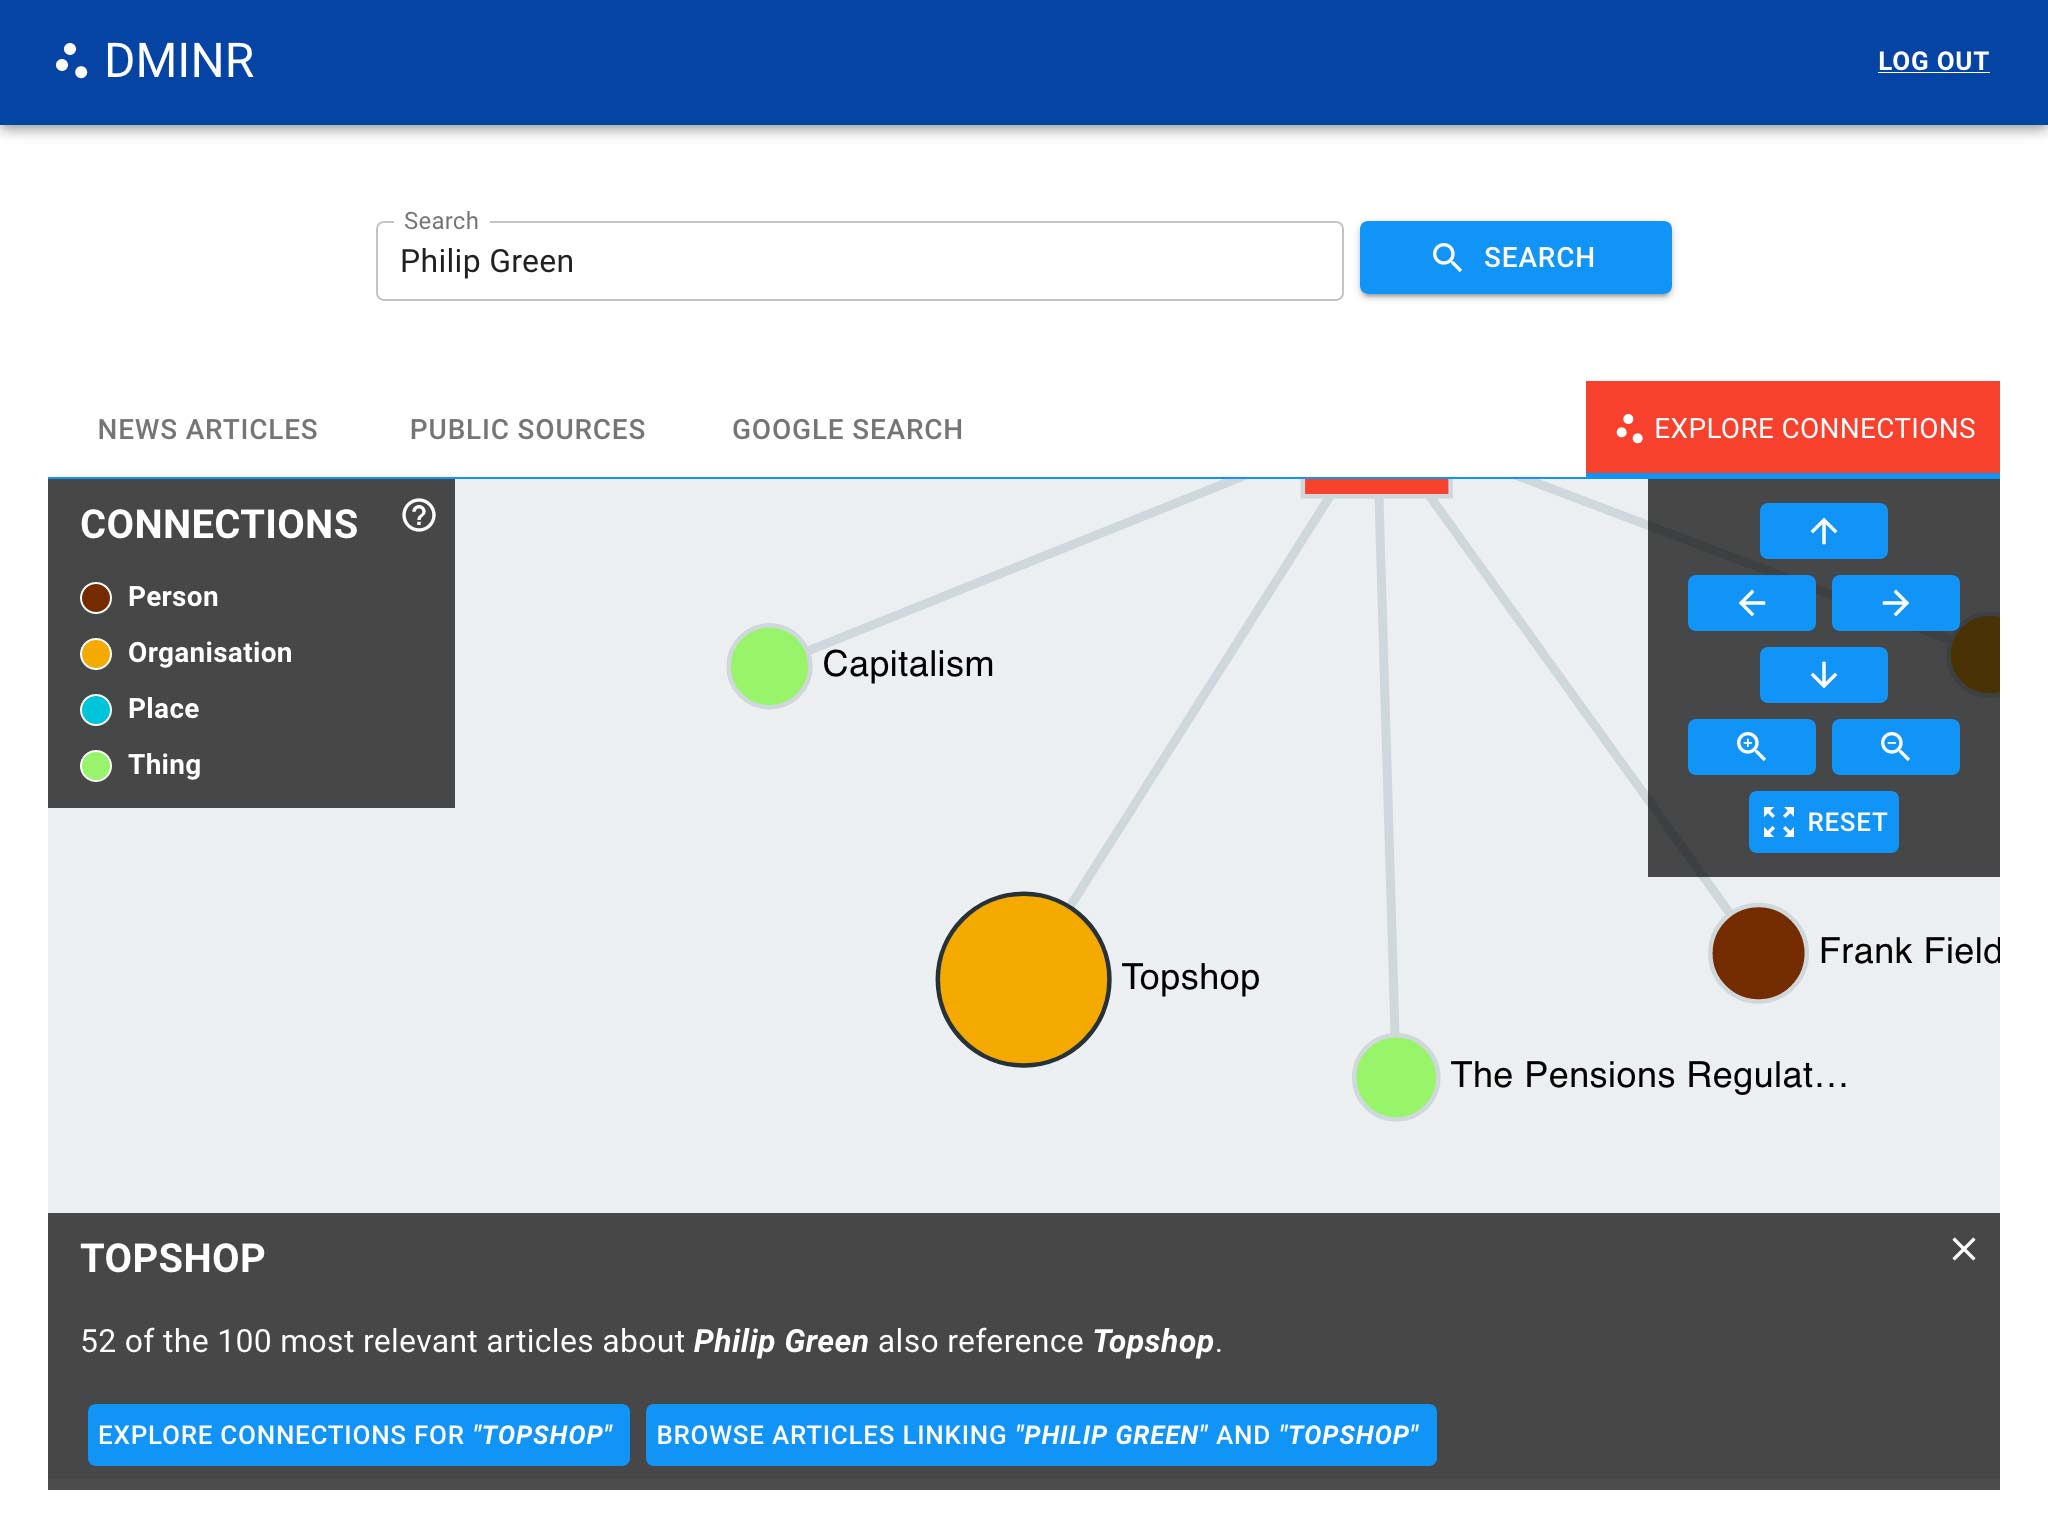 DMINR
LOG OUT
Search
Philip Green
SEARCH
NEWS ARTICLES
PUBLIC SOURCES
GOOGLE SEARCH
EXPLORE CONNECTIONS
CONNECTIONS
Person
Organisation
Place
Thing
RESET
Capitalism
Topshop
Frank Field
The Pensions Regulat...
TOPSHOP
52 of the 100 most relevant articles about Philip Green also reference Topshop.
EXPLORE CONNECTIONS FOR "TOPSHOP"
BROWSE ARTICLES LINKING "PHILIP GREEN" AND "TOPSHOP"